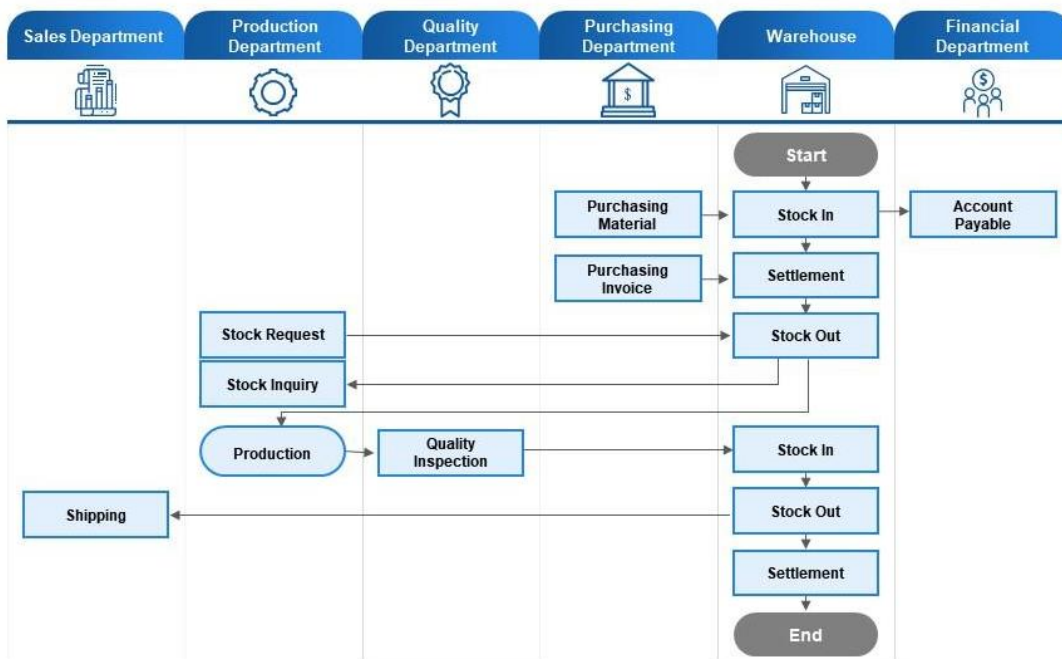 Sales Department
Production
Department
Quality
Department
Purchasing
Department
Warehouse
Financial
Department
$
$
Start
Purchasing
Material
Stock In
Account
Payable
Purchasing
Invoice
Settlement
Stock Request
Stock Out
Stock Inquiry
Production
Quality
Inspection
Stock In
Shipping
Stock Out
Settlement
End